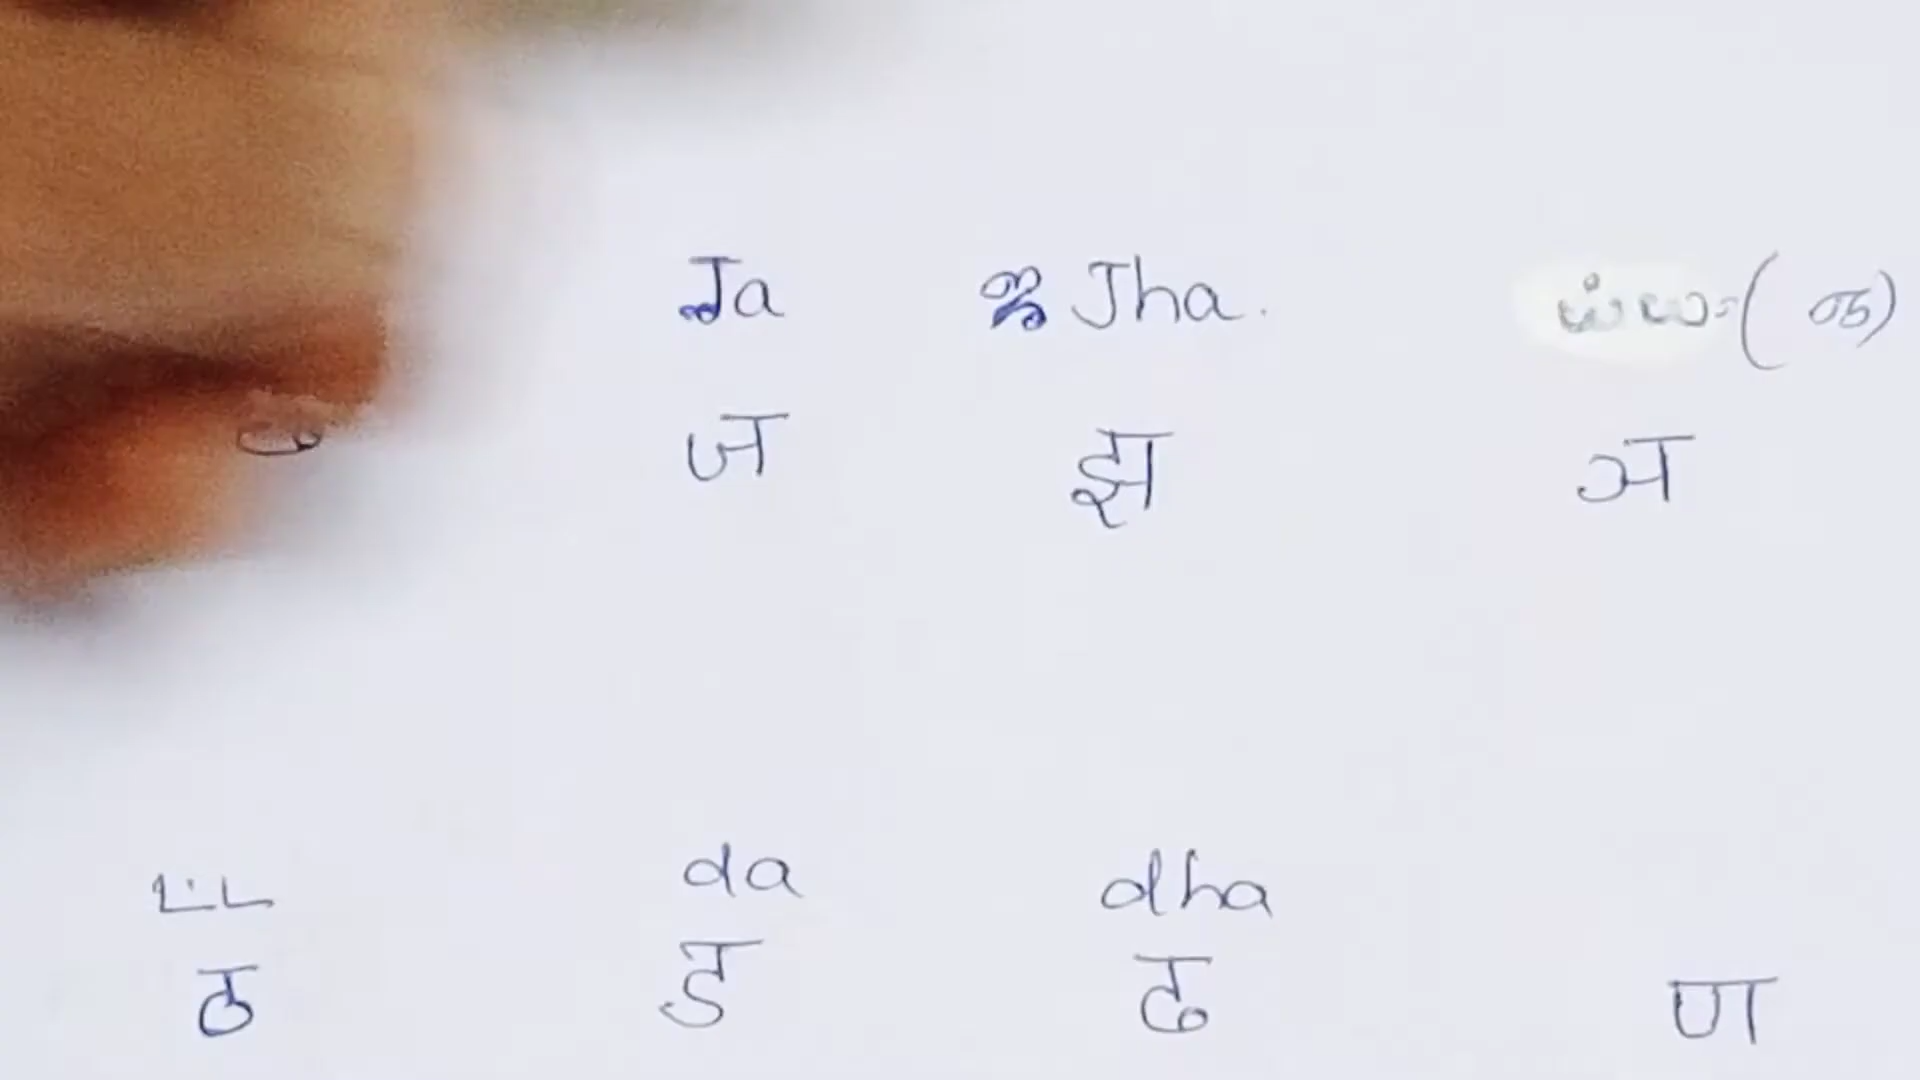 Ja Jha. (ஞ)
ज झ ञ
ட்ட da dha
ठ ड ढ ण